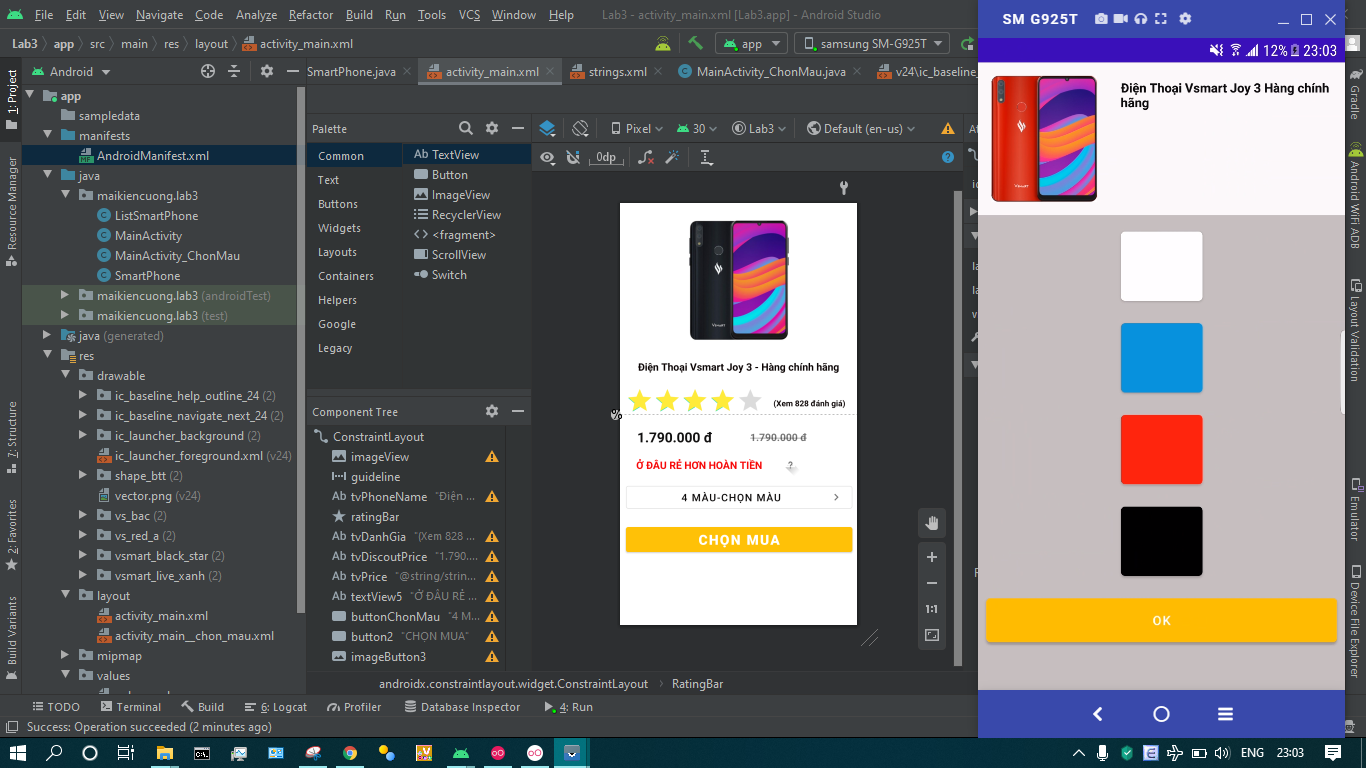 File Edit View Navigate Code Analyze Refactor Build Run Tools VCS Window Help Lab3 - activity_main.xml [Lab3.app] - Android Studio
Lab3 app src main res layout activity_main.xml app samsung SM-G925T
Android SmartPhone.java activity_main.xml strings.xml MainActivity_ChonMau.java v24\ic_baseline_
1: Project
Resource Manager
7: Structure
2: Favorites
Build Variants
app
sampledata
manifests
AndroidManifest.xml
java
maikiencuong.lab3
ListSmartPhone
MainActivity
MainActivity_ChonMau
SmartPhone
maikiencuong.lab3 (androidTest)
maikiencuong.lab3 (test)
java (generated)
res
drawable
ic_baseline_help_outline_24 (2)
ic_baseline_navigate_next_24 (2)
ic_launcher_background (2)
ic_launcher_foreground.xml (v24)
shape_btt (2)
vector.png (v24)
vs_bac (2)
vs_red_a (2)
vsmart_black_star (2)
vsmart_live_xanh (2)
layout
activity_main.xml
activity_main__chon_mau.xml
mipmap
values
Palette
Common
Text
Buttons
Widgets
Layouts
Containers
Helpers
Google
Legacy
Ab TextView
Button
ImageView
RecyclerView
<fragment>
ScrollView
Switch
Component Tree
ConstraintLayout
imageView
guideline
Ab tvPhoneName "Điện ...
ratingBar
Ab tvDanhGia "(Xem 828 ...
Ab tvDiscoutPrice "1.790....
Ab tvPrice "@string/strin...
Ab textView5 "Ở ĐÂU RẺ ...
buttonChonMau "4 M...
button2 "CHỌN MUA"
imageButton3
Pixel 30 Lab3 Default (en-us)
0dp
Điện Thoại Vsmart Joy 3 - Hàng chính hãng
(Xem 828 đánh giá)
%
1.790.000 đ 1.790.000 đ
Ở ĐÂU RẺ HƠN HOÀN TIỀN ?
4 MÀU-CHỌN MÀU
CHỌN MUA
1:1
androidx.constraintlayout.widget.ConstraintLayout RatingBar
SM G925T
12% 23:03
Điện Thoại Vsmart Joy 3 Hàng chính
hãng
OK
Gradle
Android WiFi ADB
Layout Validation
Emulator
Device File Explorer
TODO Terminal Build 6: Logcat Profiler Database Inspector 4: Run
Success: Operation succeeded (2 minutes ago)
ENG 23:03